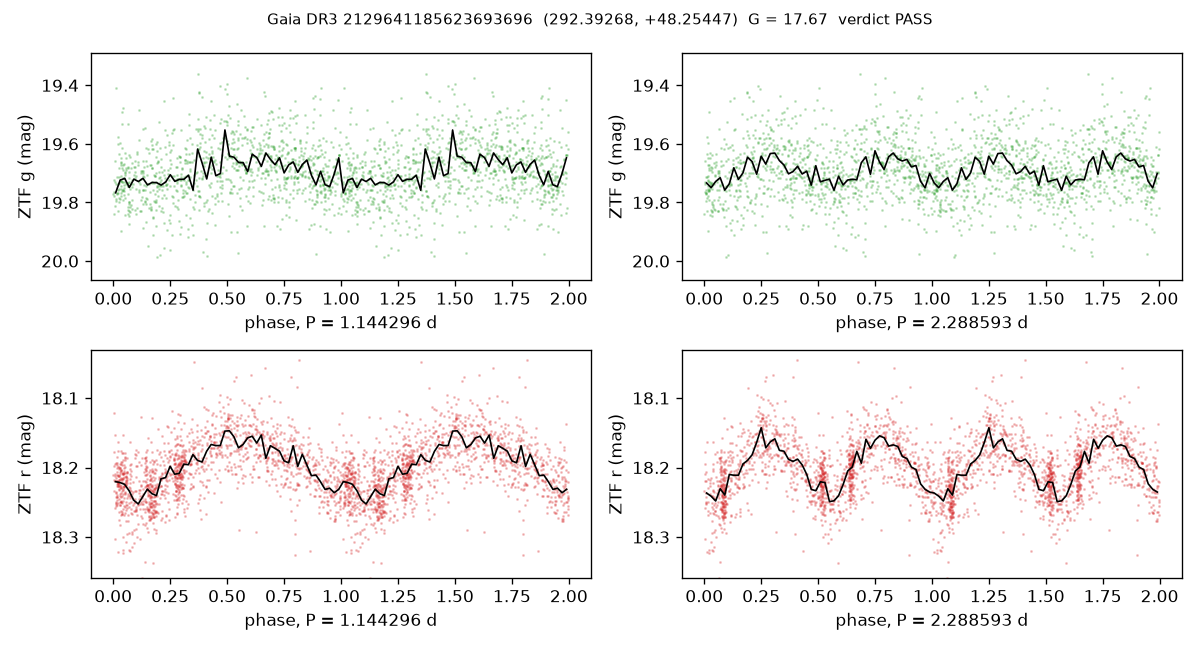 Gaia DR3 2129641185623693696 (292.39268, +48.25447) G = 17.67 verdict PASS
ZTF g (mag)
19.4
19.6
19.8
20.0
0.00 0.25 0.50 0.75 1.00 1.25 1.50 1.75 2.00
phase, P = 1.144296 d
ZTF g (mag)
19.4
19.6
19.8
20.0
0.00 0.25 0.50 0.75 1.00 1.25 1.50 1.75 2.00
phase, P = 2.288593 d
ZTF r (mag)
18.1
18.2
18.3
0.00 0.25 0.50 0.75 1.00 1.25 1.50 1.75 2.00
phase, P = 1.144296 d
ZTF r (mag)
18.1
18.2
18.3
0.00 0.25 0.50 0.75 1.00 1.25 1.50 1.75 2.00
phase, P = 2.288593 d